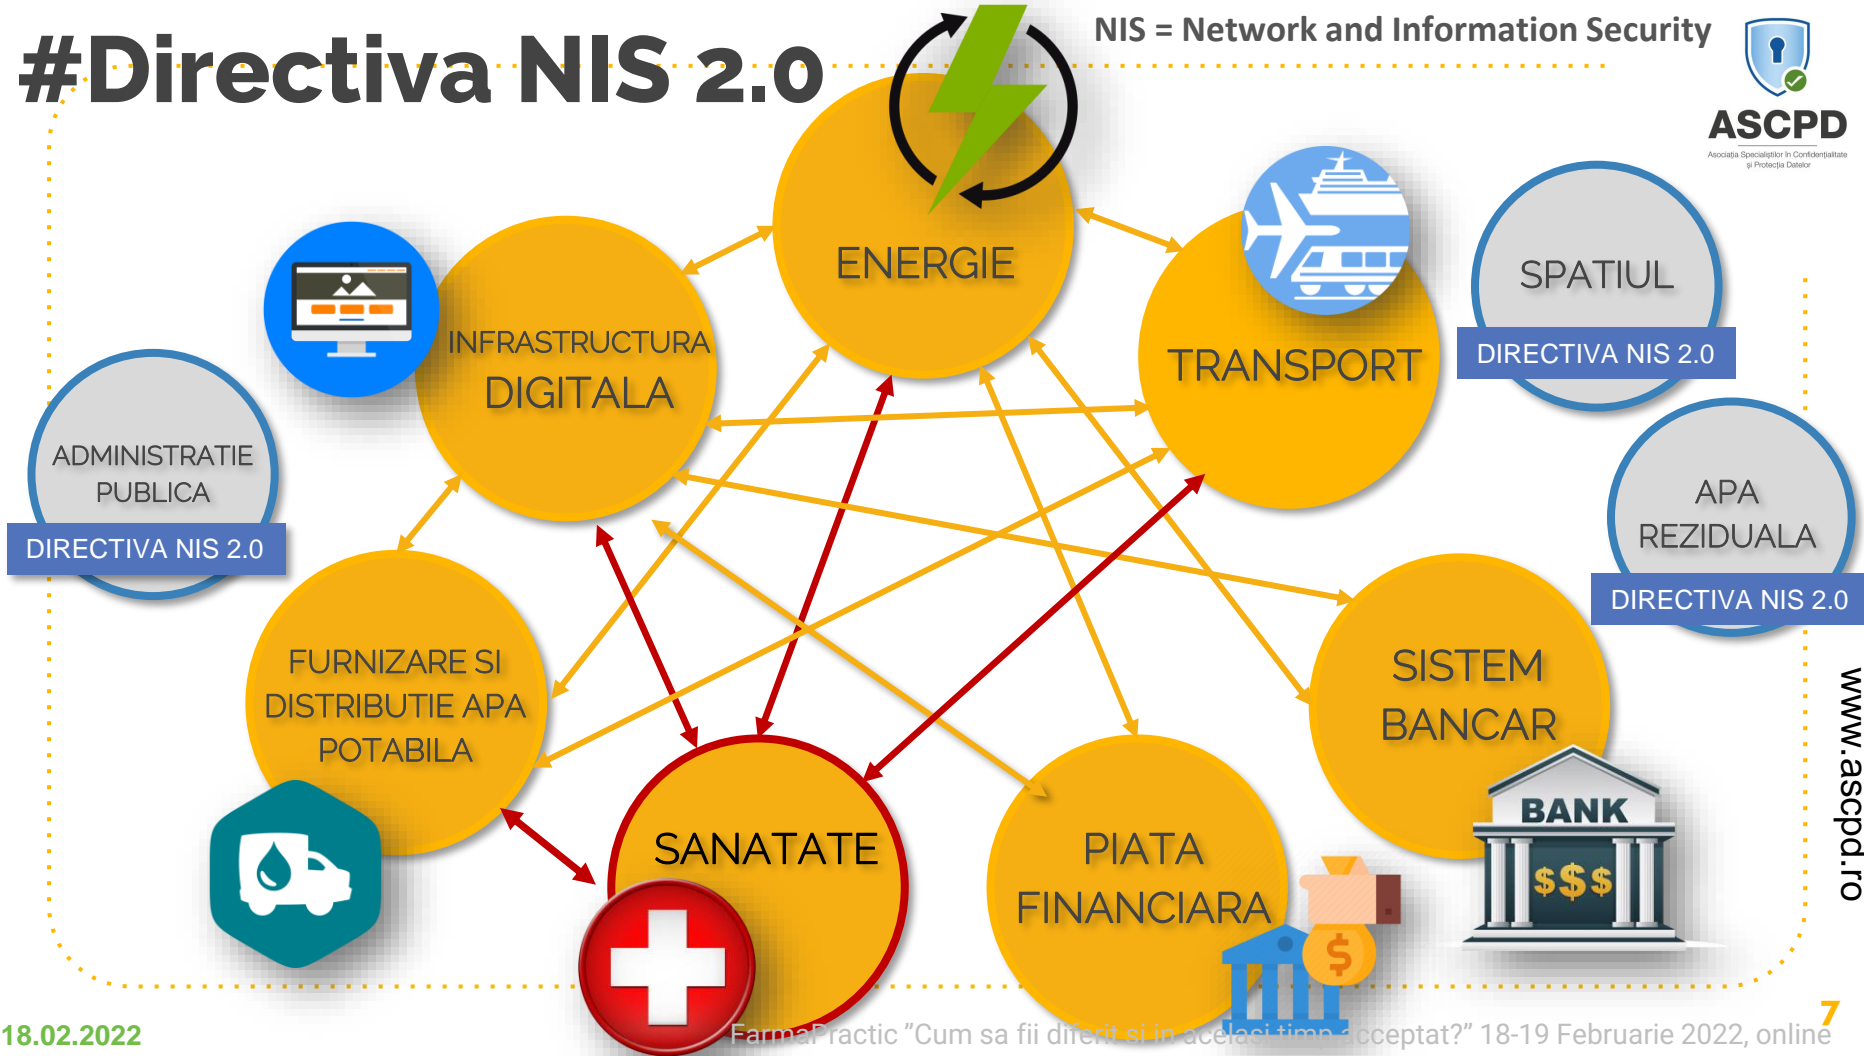 #Directiva NIS 2.0
NIS = Network and Information Security
ASCPD
Asociația Specialiștilor în Confidențialitate
și Protecția Datelor
ENERGIE
SPATIUL
DIRECTIVA NIS 2.0
INFRASTRUCTURA
DIGITALA
TRANSPORT
ADMINISTRATIE
PUBLICA
DIRECTIVA NIS 2.0
APA
REZIDUALA
DIRECTIVA NIS 2.0
FURNIZARE SI
DISTRIBUTIE APA
POTABILA
SISTEM
BANCAR
BANK
$$$
SANATATE
PIATA
FINANCIARA
$
www.ascpd.ro
7
18.02.2022
FarmaPractic ”Cum sa fii diferit si in acelasi timp acceptat?” 18-19 Februarie 2022, online